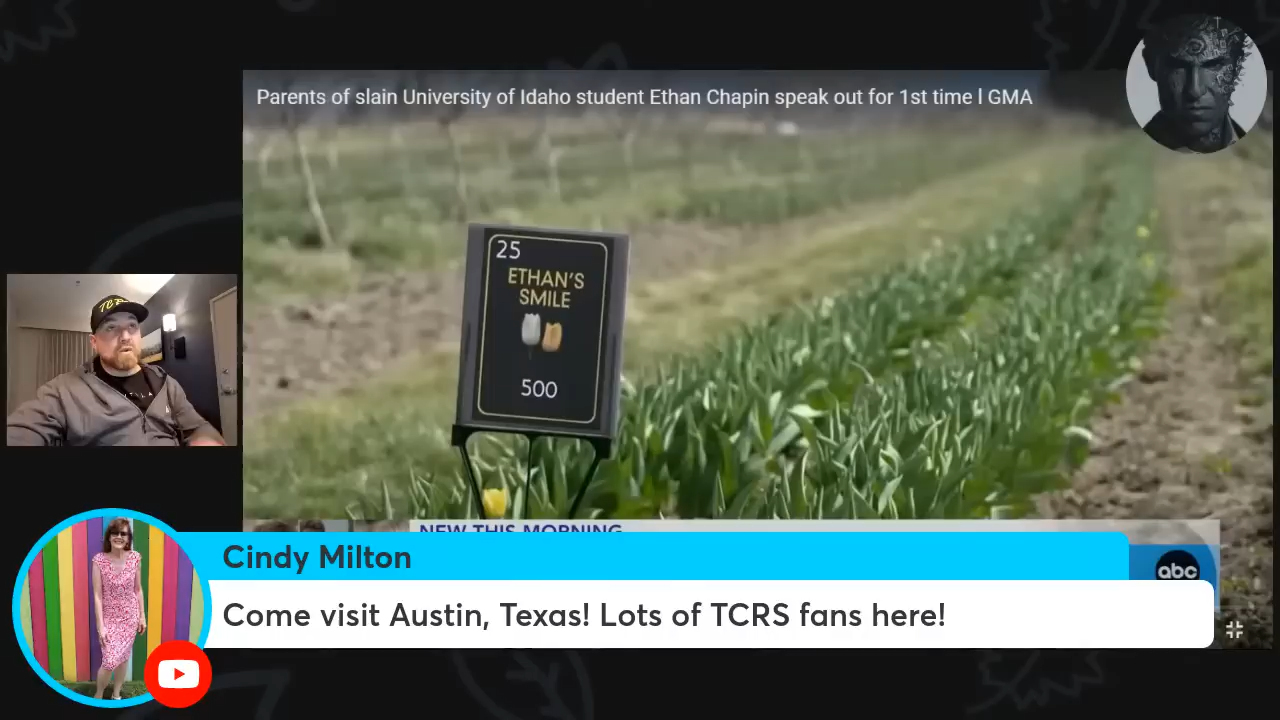 Parents of slain University of Idaho student Ethan Chapin speak out for 1st time l GMA
25
ETHAN'S
SMILE
500
NEW THIS MORNING
abc
Cindy Milton
Come visit Austin, Texas! Lots of TCRS fans here!